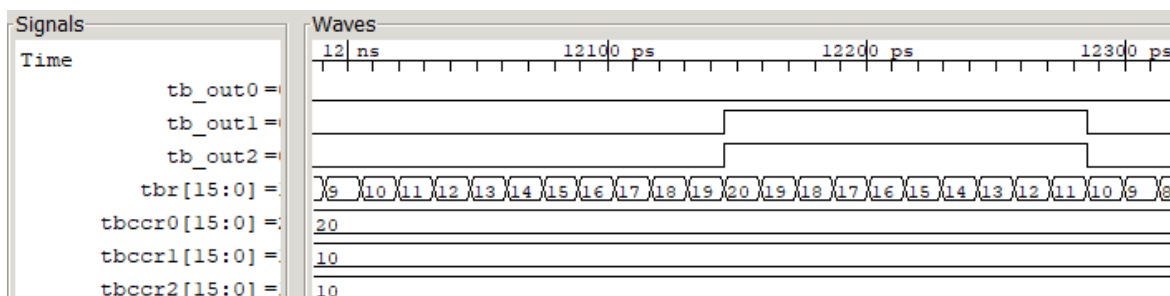 Signals
Waves
Time
12 ns 12100 ps 12200 ps 12300 ps
tb_out0 =
tb_out1 =
tb_out2 =
tbr[15:0] =
9 10 11 12 13 14 15 16 17 18 19 20 19 18 17 16 15 14 13 12 11 10 9 8
tbccr0[15:0] =
20
tbccr1[15:0] =
10
tbccr2[15:0] =
10